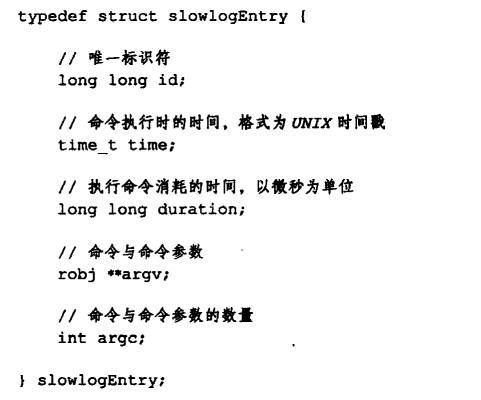 typedef struct slowlogEntry {
// 唯一标识符
long long id;
// 命令执行时的时间，格式为 UNIX 时间戳
time_t time;
// 执行命令消耗的时间，以微秒为单位
long long duration;
// 命令与命令参数
robj **argv;
// 命令与命令参数的数量
int argc;
} slowlogEntry;